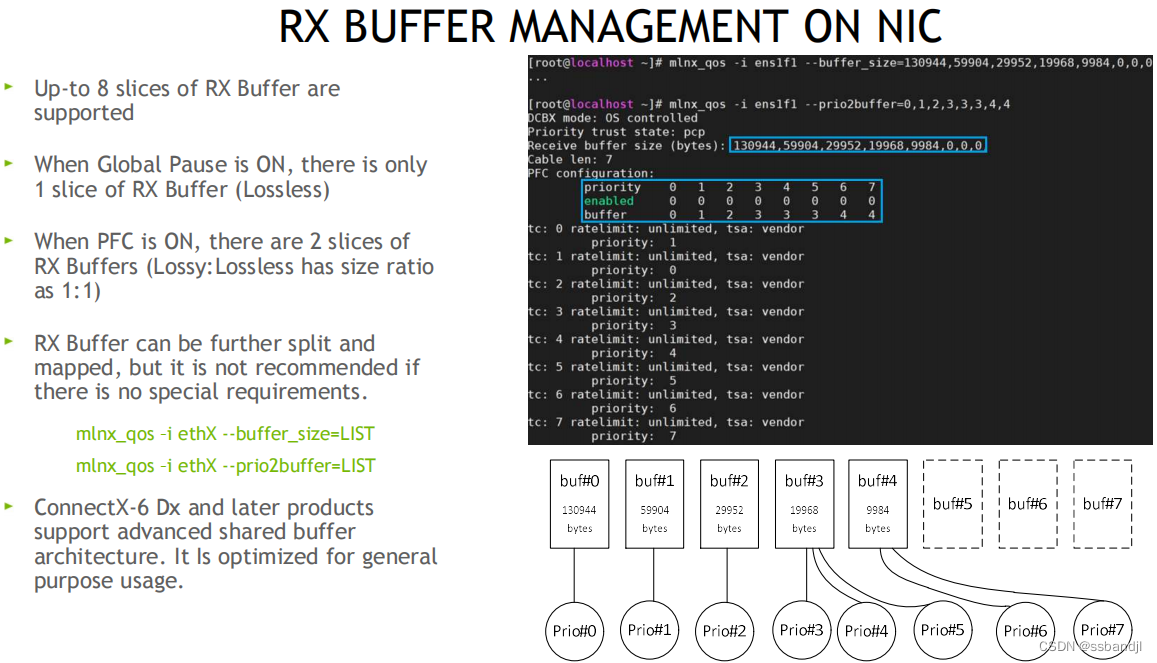 RX BUFFER MANAGEMENT ON NIC
Up-to 8 slices of RX Buffer are
supported
When Global Pause is ON, there is only
1 slice of RX Buffer (Lossless)
When PFC is ON, there are 2 slices of
RX Buffers (Lossy:Lossless has size ratio
as 1:1)
RX Buffer can be further split and
mapped, but it is not recommended if
there is no special requirements.
mlnx_qos -i ethX --buffer_size=LIST
mlnx_qos -i ethX --prio2buffer=LIST
ConnectX-6 Dx and later products
support advanced shared buffer
architecture. It Is optimized for general
purpose usage.
[root@localhost ~]# mlnx_qos -i ens1f1 --buffer_size=130944,59904,29952,19968,9984,0,0,0
...
[root@localhost ~]# mlnx_qos -i ens1f1 --prio2buffer=0,1,2,3,3,3,4,4
DCBX mode: OS controlled
Priority trust state: pcp
Receive buffer size (bytes): 130944,59904,29952,19968,9984,0,0,0
Cable len: 7
PFC configuration:
priority 0 1 2 3 4 5 6 7
enabled 0 0 0 0 0 0 0 0
buffer 0 1 2 3 3 3 4 4
tc: 0 ratelimit: unlimited, tsa: vendor
priority: 1
tc: 1 ratelimit: unlimited, tsa: vendor
priority: 0
tc: 2 ratelimit: unlimited, tsa: vendor
priority: 2
tc: 3 ratelimit: unlimited, tsa: vendor
priority: 3
tc: 4 ratelimit: unlimited, tsa: vendor
priority: 4
tc: 5 ratelimit: unlimited, tsa: vendor
priority: 5
tc: 6 ratelimit: unlimited, tsa: vendor
priority: 6
tc: 7 ratelimit: unlimited, tsa: vendor
priority: 7
buf#0 buf#1 buf#2 buf#3 buf#4 buf#5 buf#6 buf#7
130944 59904 29952 19968 9984
bytes bytes bytes bytes bytes
Prio#0 Prio#1 Prio#2 Prio#3 Prio#4 Prio#5 Prio#6 Prio#7
CSDN @ssbandjl